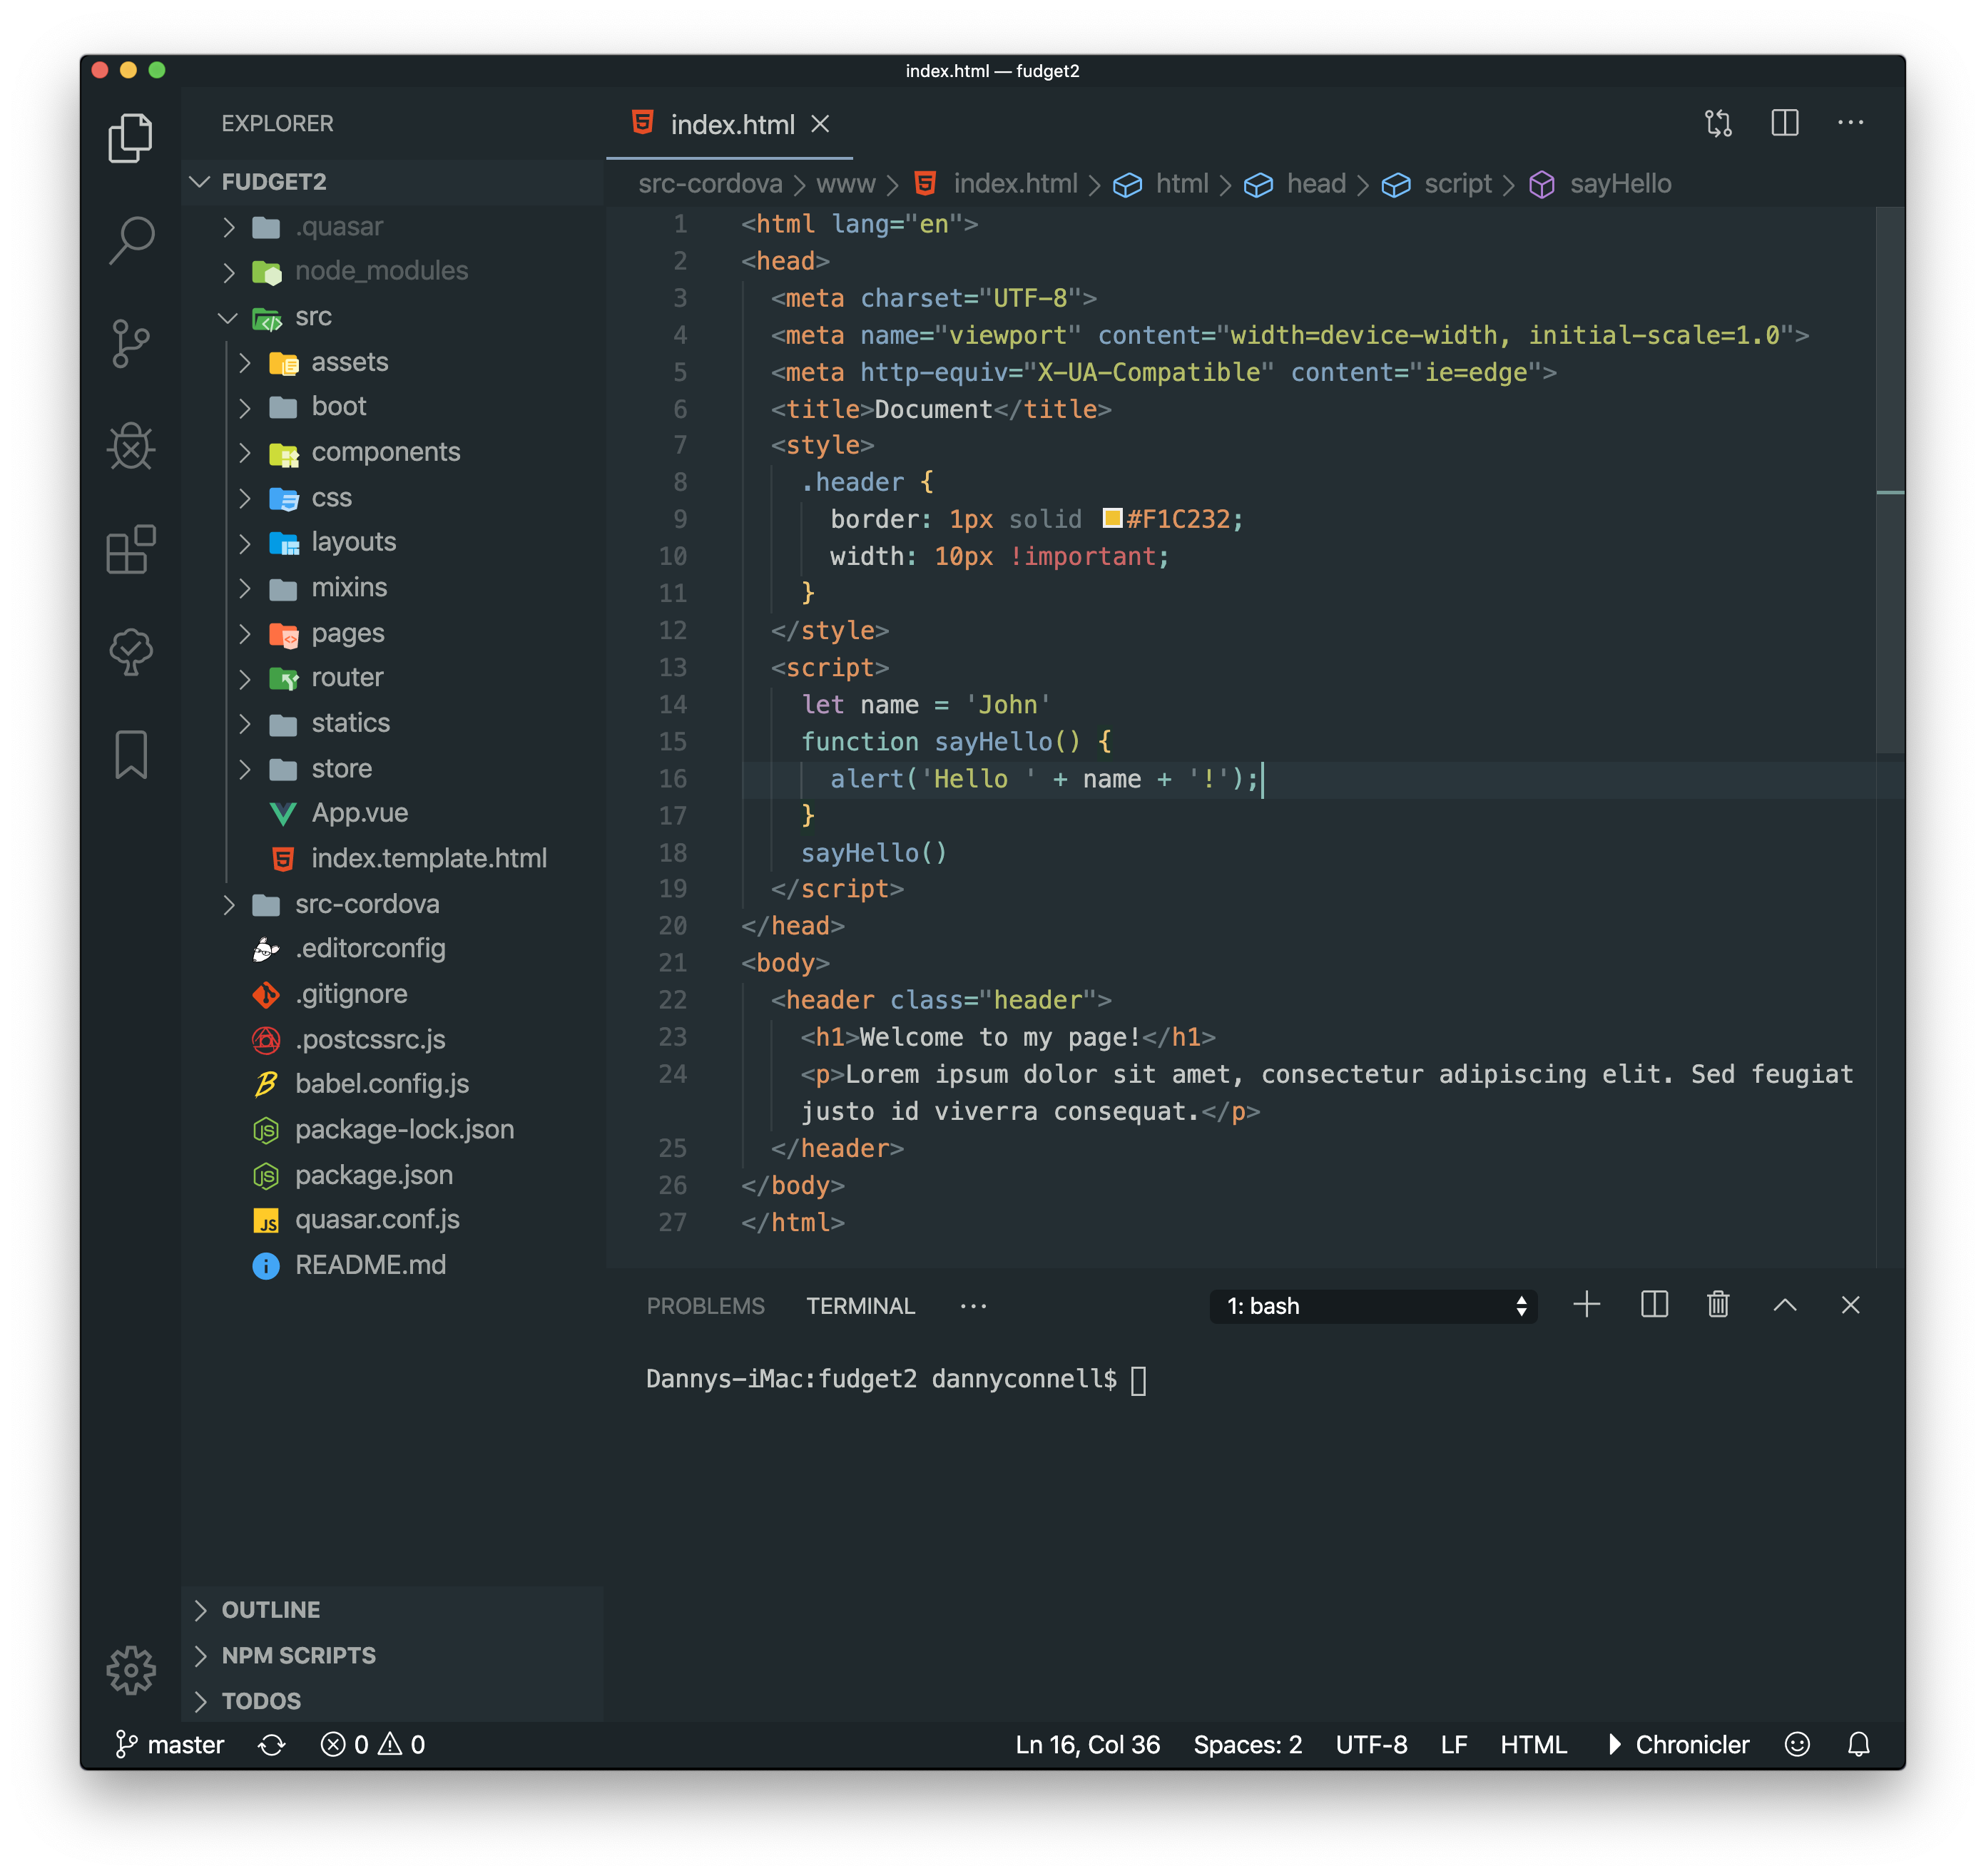 index.html — fudget2
EXPLORER
FUDGET2
.quasar
node_modules
src
assets
boot
components
css
layouts
mixins
pages
router
statics
store
App.vue
index.template.html
src-cordova
.editorconfig
.gitignore
.postcssrc.js
babel.config.js
package-lock.json
package.json
quasar.conf.js
README.md
OUTLINE
NPM SCRIPTS
TODOS
index.html
src-cordova > www > index.html > html > head > script > sayHello
1 <html lang="en">
2 <head>
3 <meta charset="UTF-8">
4 <meta name="viewport" content="width=device-width, initial-scale=1.0">
5 <meta http-equiv="X-UA-Compatible" content="ie=edge">
6 <title>Document</title>
7 <style>
8 .header {
9 border: 1px solid #F1C232;
10 width: 10px !important;
11 }
12 </style>
13 <script>
14 let name = 'John'
15 function sayHello() {
16 alert('Hello ' + name + '!');
17 }
18 sayHello()
19 </script>
20 </head>
21 <body>
22 <header class="header">
23 <h1>Welcome to my page!</h1>
24 <p>Lorem ipsum dolor sit amet, consectetur adipiscing elit. Sed feugiat
justo id viverra consequat.</p>
25 </header>
26 </body>
27 </html>
PROBLEMS TERMINAL ... 1: bash
Dannys-iMac:fudget2 dannyconnell$
master 0 0 Ln 16, Col 36 Spaces: 2 UTF-8 LF HTML Chronicler